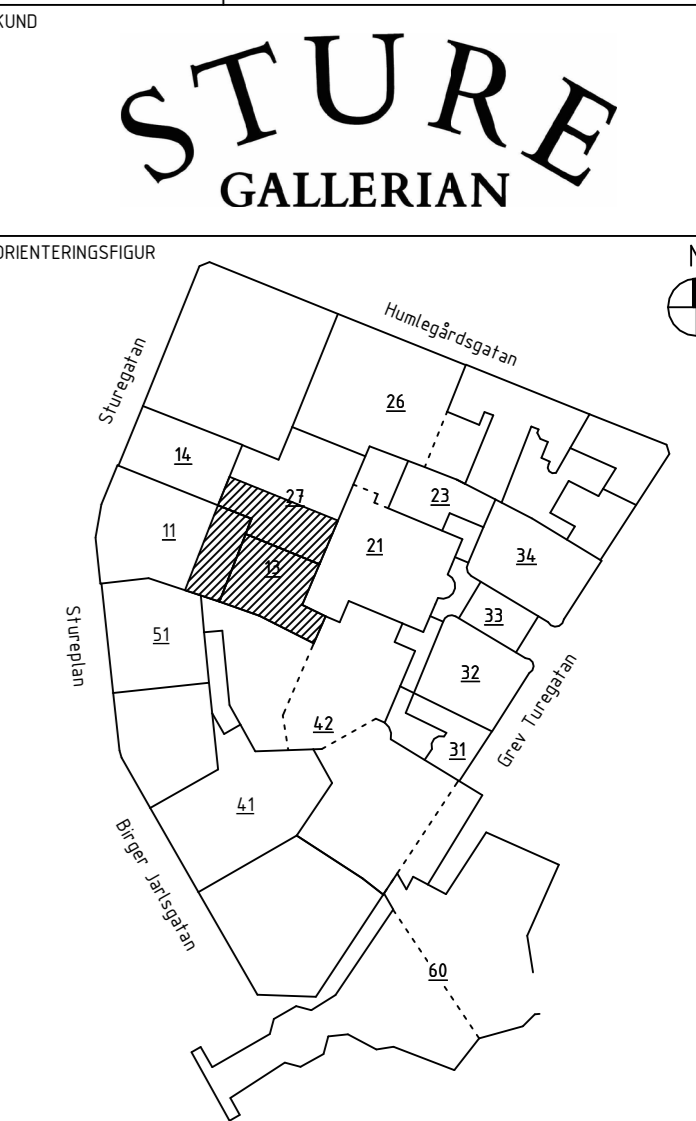 KUND
STURE
GALLERIAN
ORIENTERINGSFIGUR
N
Humlegårdsgatan
Sturegatan
26
14
27
23
11
21
34
13
33
Stureplan
51
32
42
Grev Turegatan
31
41
Birger Jarlsgatan
60